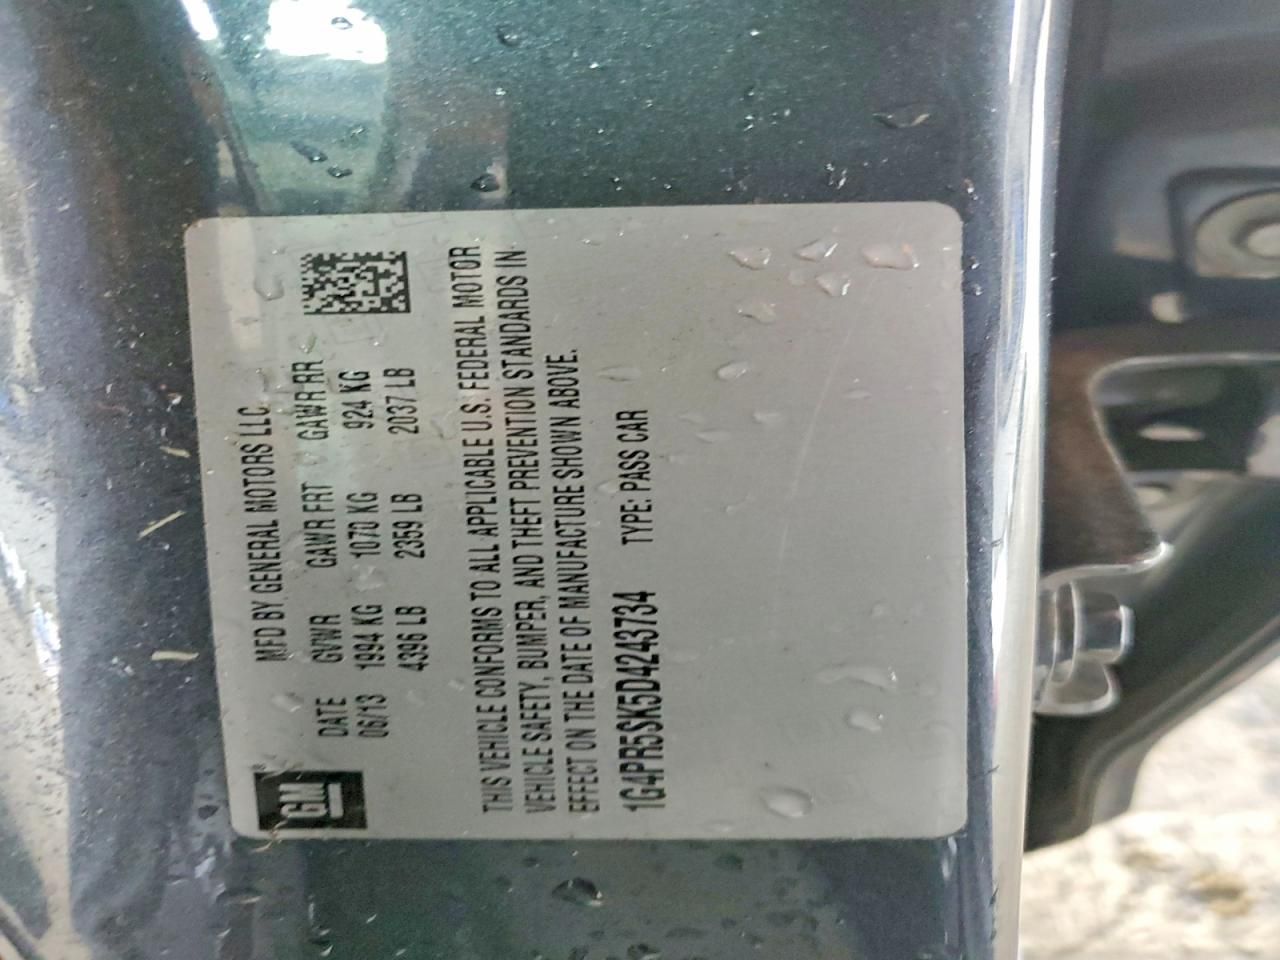 GM
MFD BY GENERAL MOTORS LLC
DATE GVWR GAWR FRT GAWR RR
06/13 1994 KG 1070 KG 924 KG
4396 LB 2359 LB 2037 LB
THIS VEHICLE CONFORMS TO ALL APPLICABLE U.S. FEDERAL MOTOR
VEHICLE SAFETY, BUMPER, AND THEFT PREVENTION STANDARDS IN
EFFECT ON THE DATE OF MANUFACTURE SHOWN ABOVE.
1G4PR5SK5D4243734 TYPE: PASS CAR